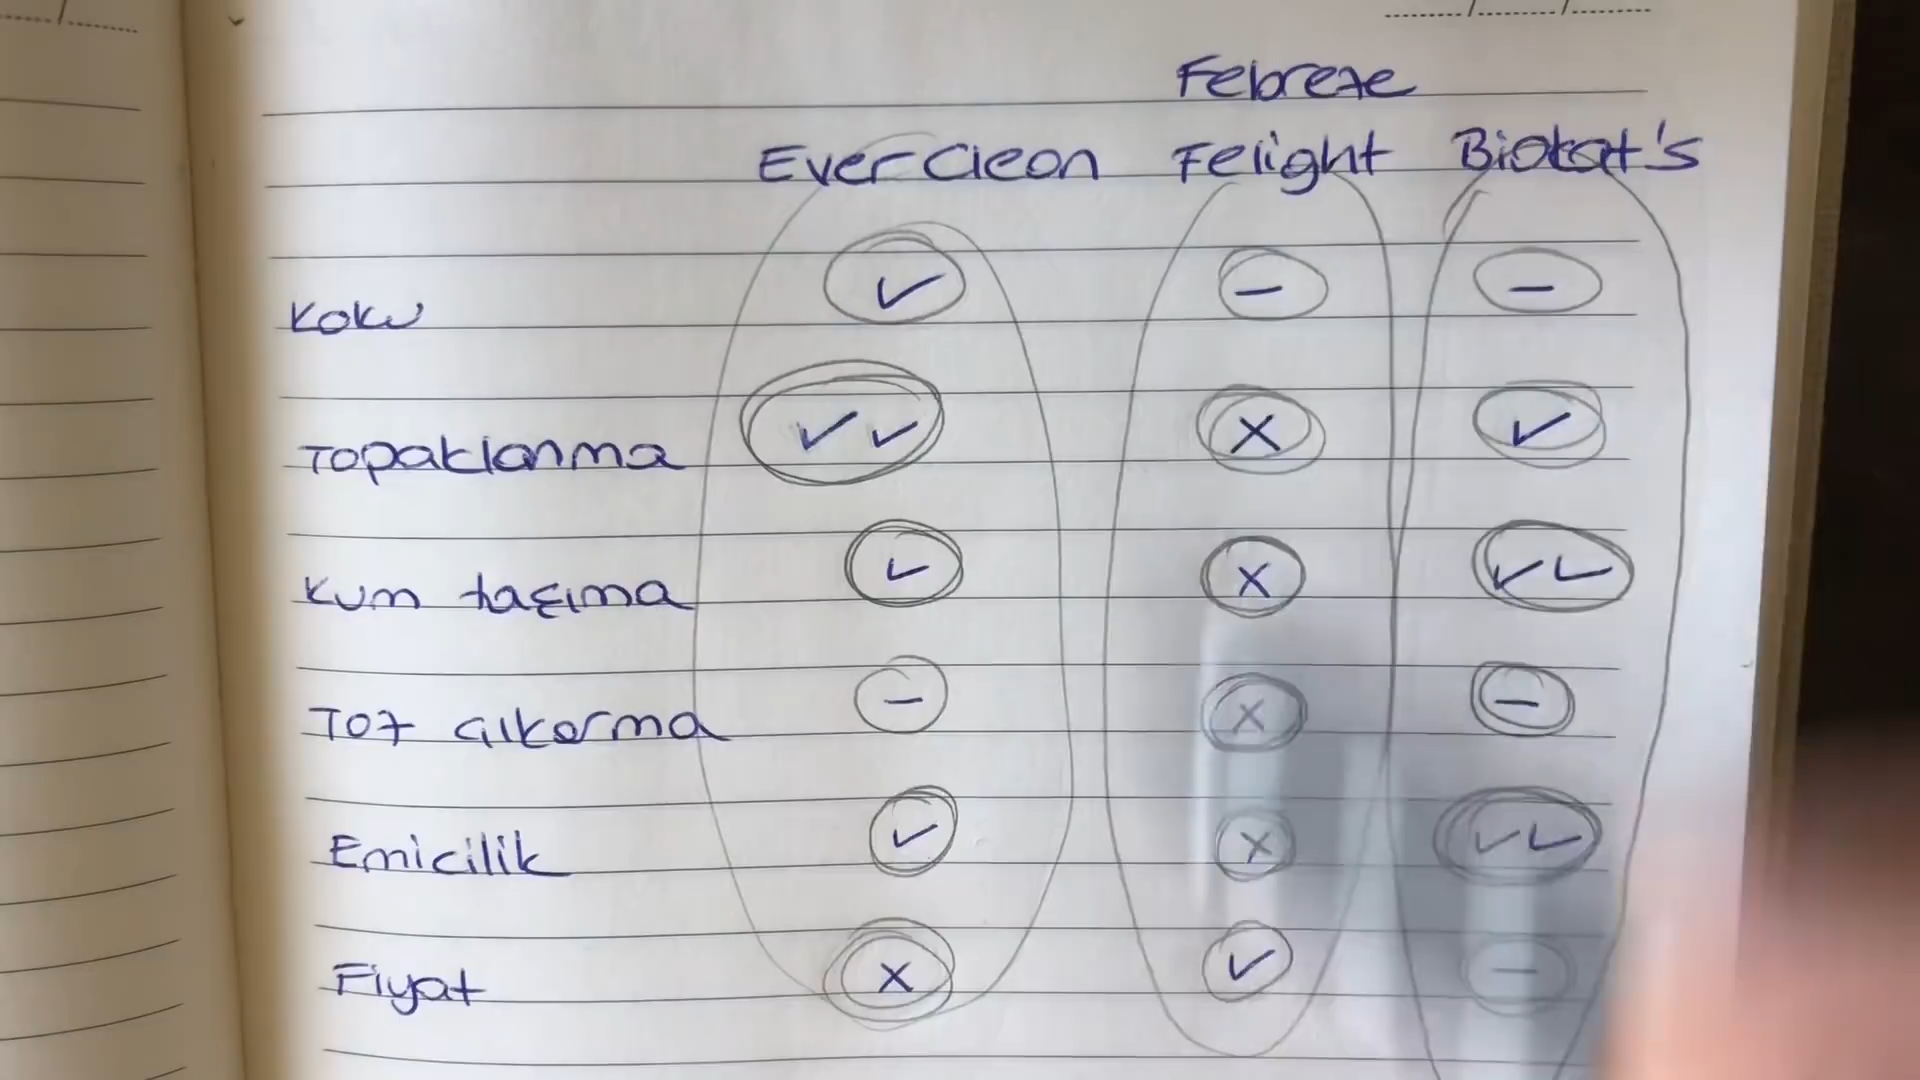 Febreze
Ever Clean Felight Biokat's
Koku ✓ - -
Topaklanma ✓✓ X ✓
Kum taşıma ✓ X ✓✓
Toz çıkarma - X -
Emicilik ✓ X ✓✓
Fiyat X ✓ -